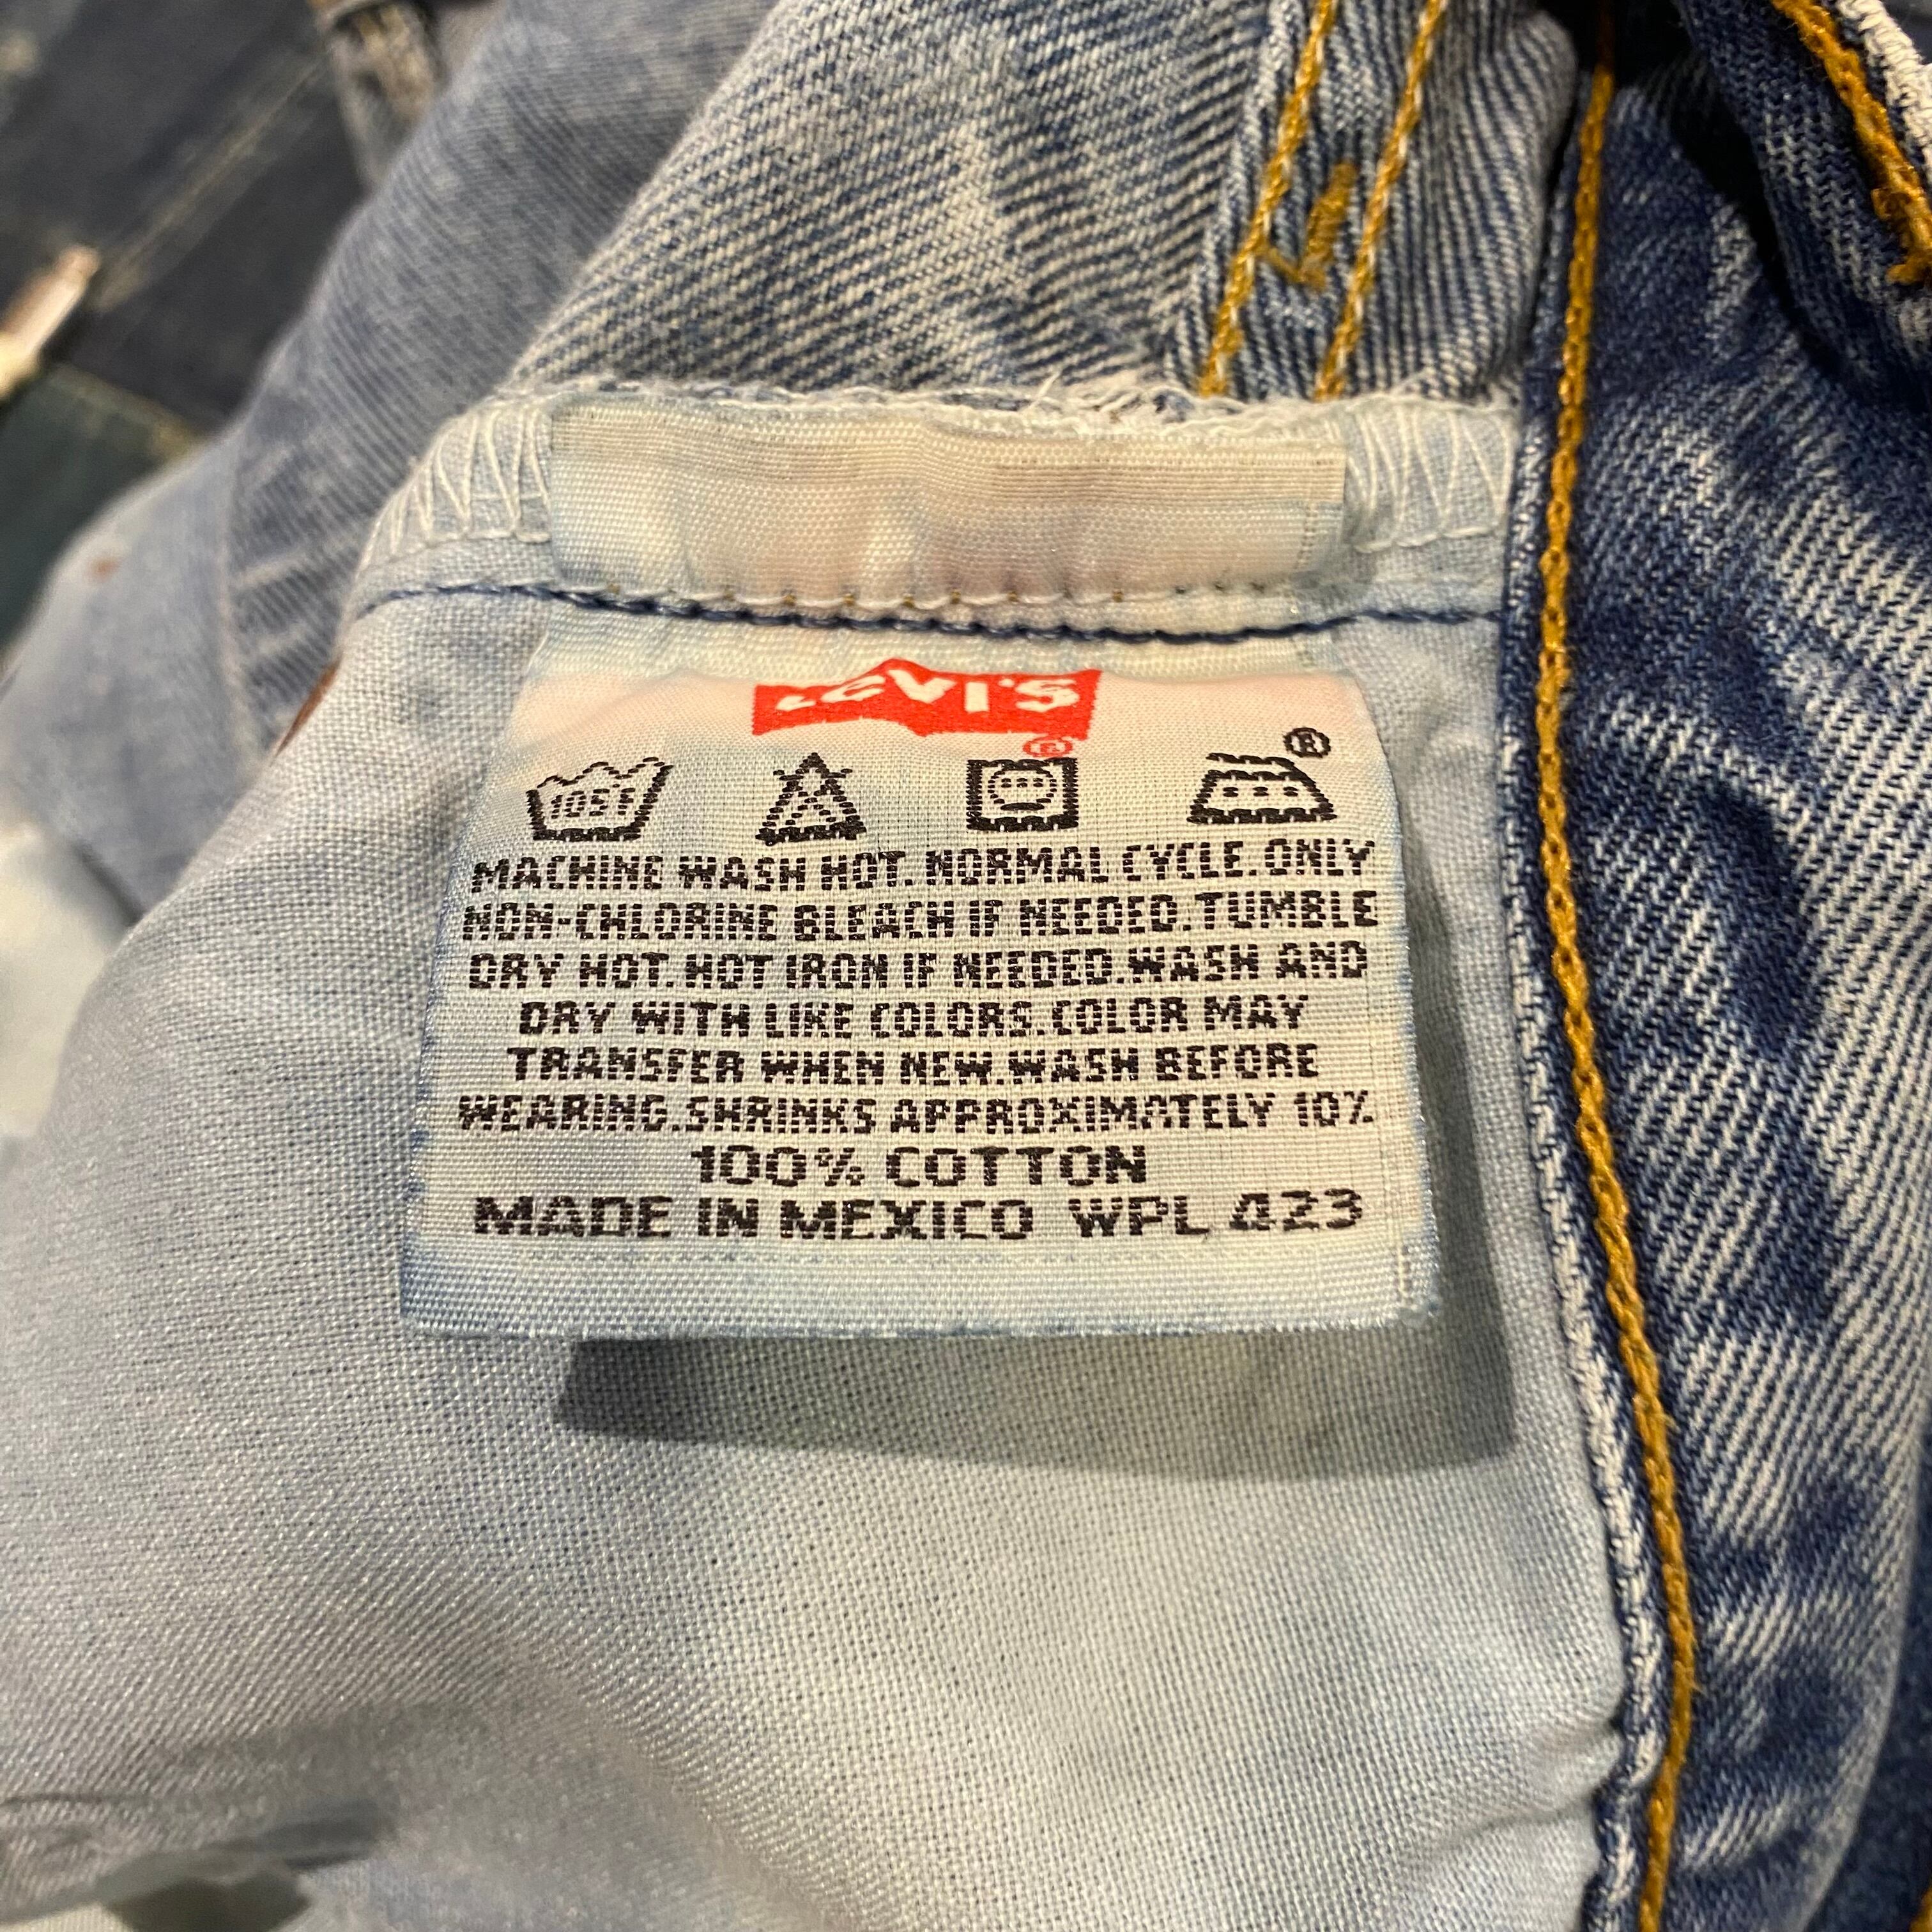 LEVI'S
®
®
105 F
MACHINE WASH HOT. NORMAL CYCLE. ONLY
NON-CHLORINE BLEACH IF NEEDED. TUMBLE
DRY HOT. HOT IRON IF NEEDED. WASH AND
DRY WITH LIKE COLORS. COLOR MAY
TRANSFER WHEN NEW. WASH BEFORE
WEARING. SHRINKS APPROXIMATELY 10%
100% COTTON
MADE IN MEXICO WPL 423